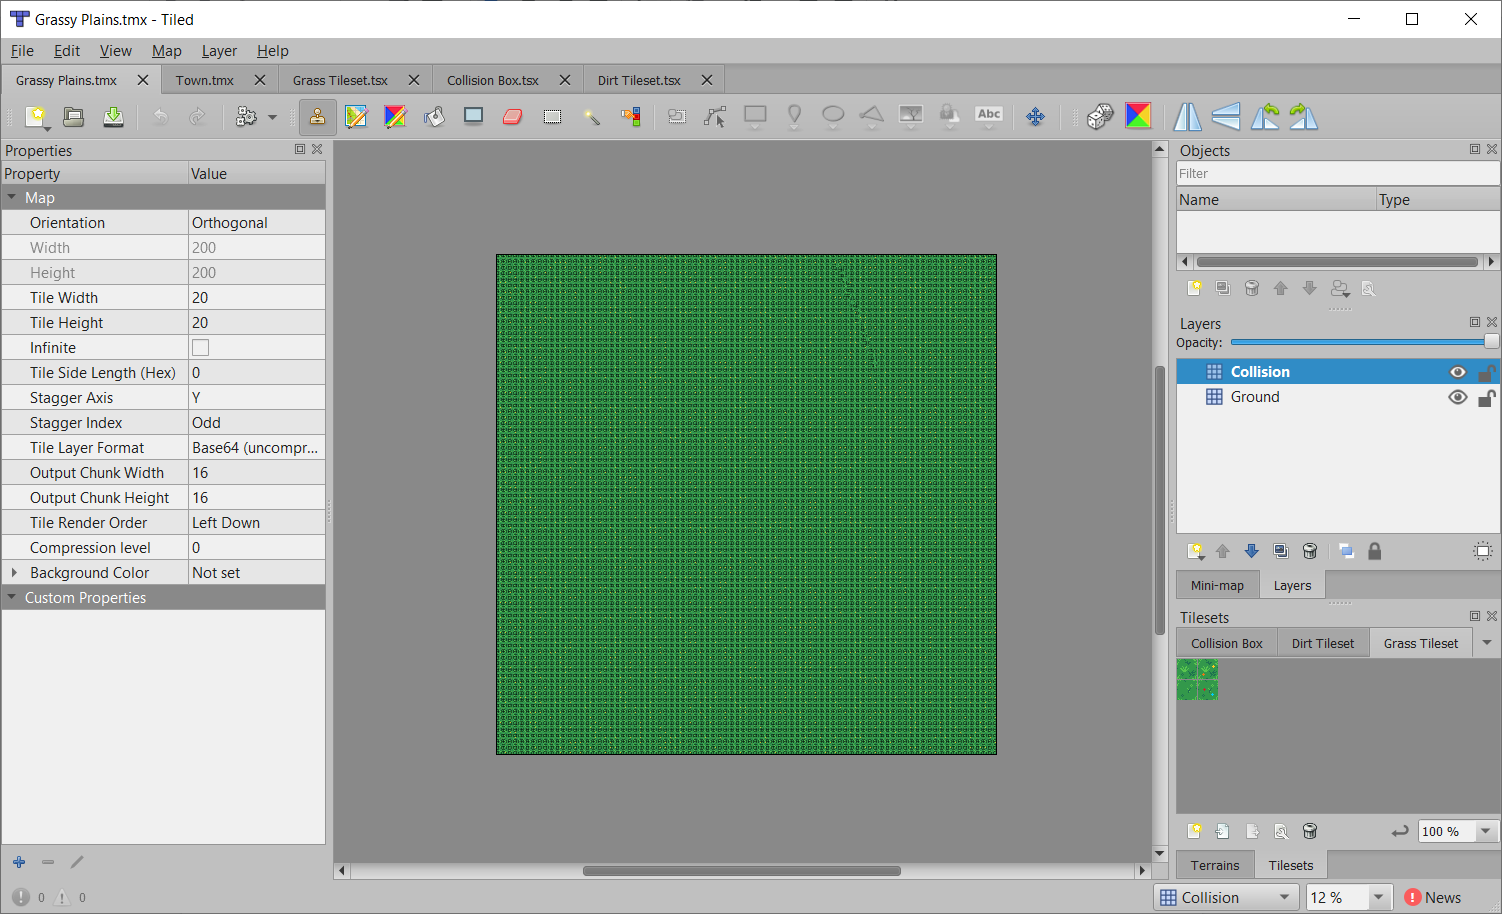 Grassy Plains.tmx - Tiled
File Edit View Map Layer Help
Grassy Plains.tmx Town.tmx Grass Tileset.tsx Collision Box.tsx Dirt Tileset.tsx
Abc
Properties
Property Value
Map
Orientation Orthogonal
Width 200
Height 200
Tile Width 20
Tile Height 20
Infinite
Tile Side Length (Hex) 0
Stagger Axis Y
Stagger Index Odd
Tile Layer Format Base64 (uncompr...
Output Chunk Width 16
Output Chunk Height 16
Tile Render Order Left Down
Compression level 0
Background Color Not set
Custom Properties
0 0
Objects
Filter
Name Type
Layers
Opacity:
Collision
Ground
Mini-map Layers
Tilesets
Collision Box Dirt Tileset Grass Tileset
100 %
Terrains Tilesets
Collision 12 % News